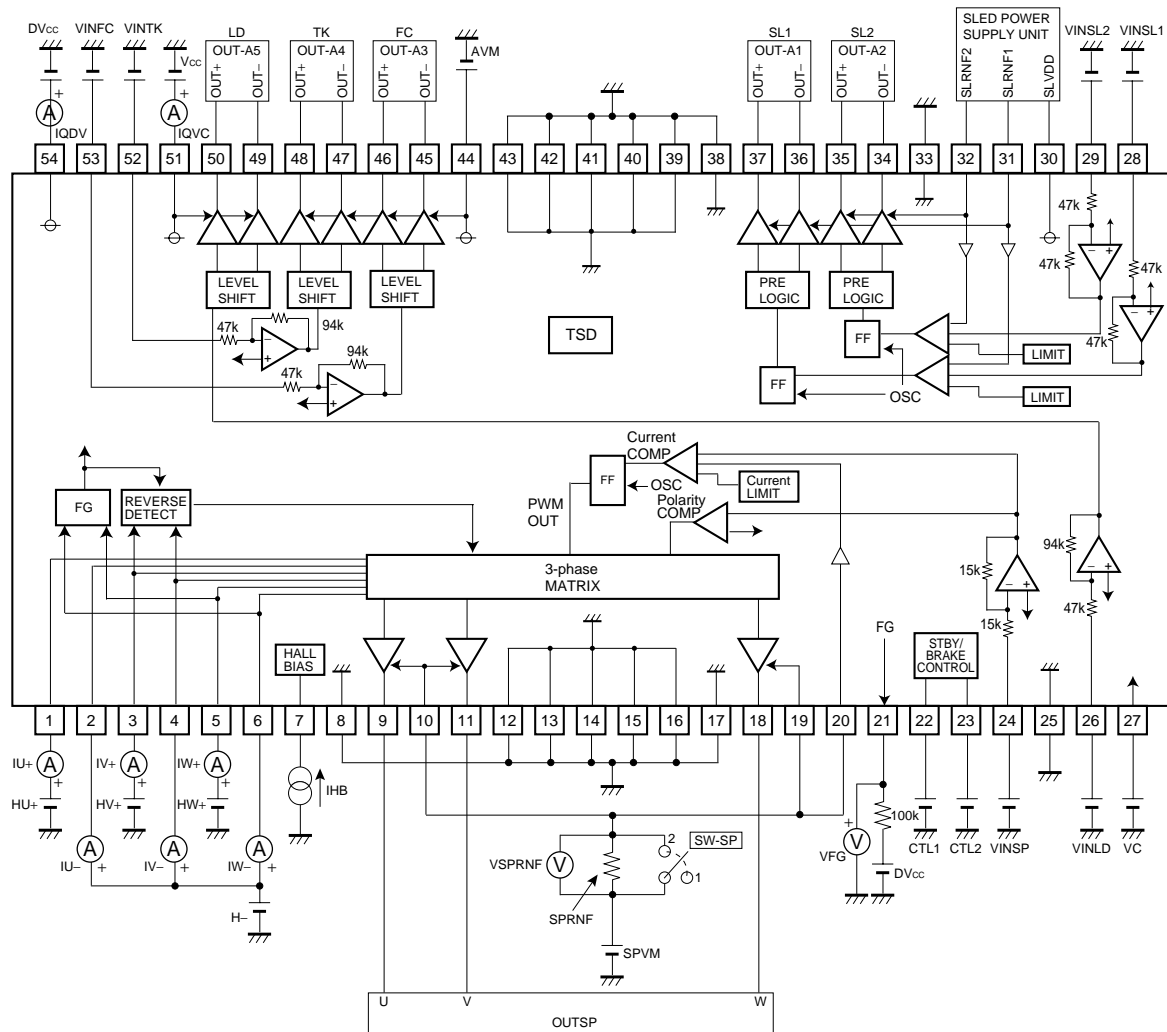 DVcc VINFC VINTK LD TK FC SL1 SL2 SLED POWER SUPPLY UNIT VINSL2 VINSL1
Vcc OUT-A5 OUT-A4 OUT-A3 AVM OUT-A1 OUT-A2
OUT+ OUT− OUT+ OUT− OUT+ OUT− OUT+ OUT− OUT+ OUT− SLRNF2 SLRNF1 SLVDD
A + A +
IQDV IQVC
54 53 52 51 50 49 48 47 46 45 44 43 42 41 40 39 38 37 36 35 34 33 32 31 30 29 28
47k
47k 47k
− + − +
LEVEL SHIFT LEVEL SHIFT LEVEL SHIFT
PRE LOGIC PRE LOGIC
47k 94k
− +
TSD
FF LIMIT
47k
47k 94k
− +
FF OSC LIMIT
Current COMP
FG REVERSE DETECT
FF OSC Current LIMIT
PWM OUT Polarity COMP
3-phase MATRIX
15k − + 94k − +
15k 47k
HALL BIAS
FG STBY/ BRAKE CONTROL
1 2 3 4 5 6 7 8 9 10 11 12 13 14 15 16 17 18 19 20 21 22 23 24 25 26 27
IU+ A + IV+ A + IW+ A +
HU+ HV+ HW+ IHB
IU− A + IV− A + IW− A +
H−
VSPRNF V 2 SW-SP 1
SPRNF
SPVM
+ V VFG 100k
DVcc
CTL1 CTL2 VINSP VINLD VC
U V W
OUTSP